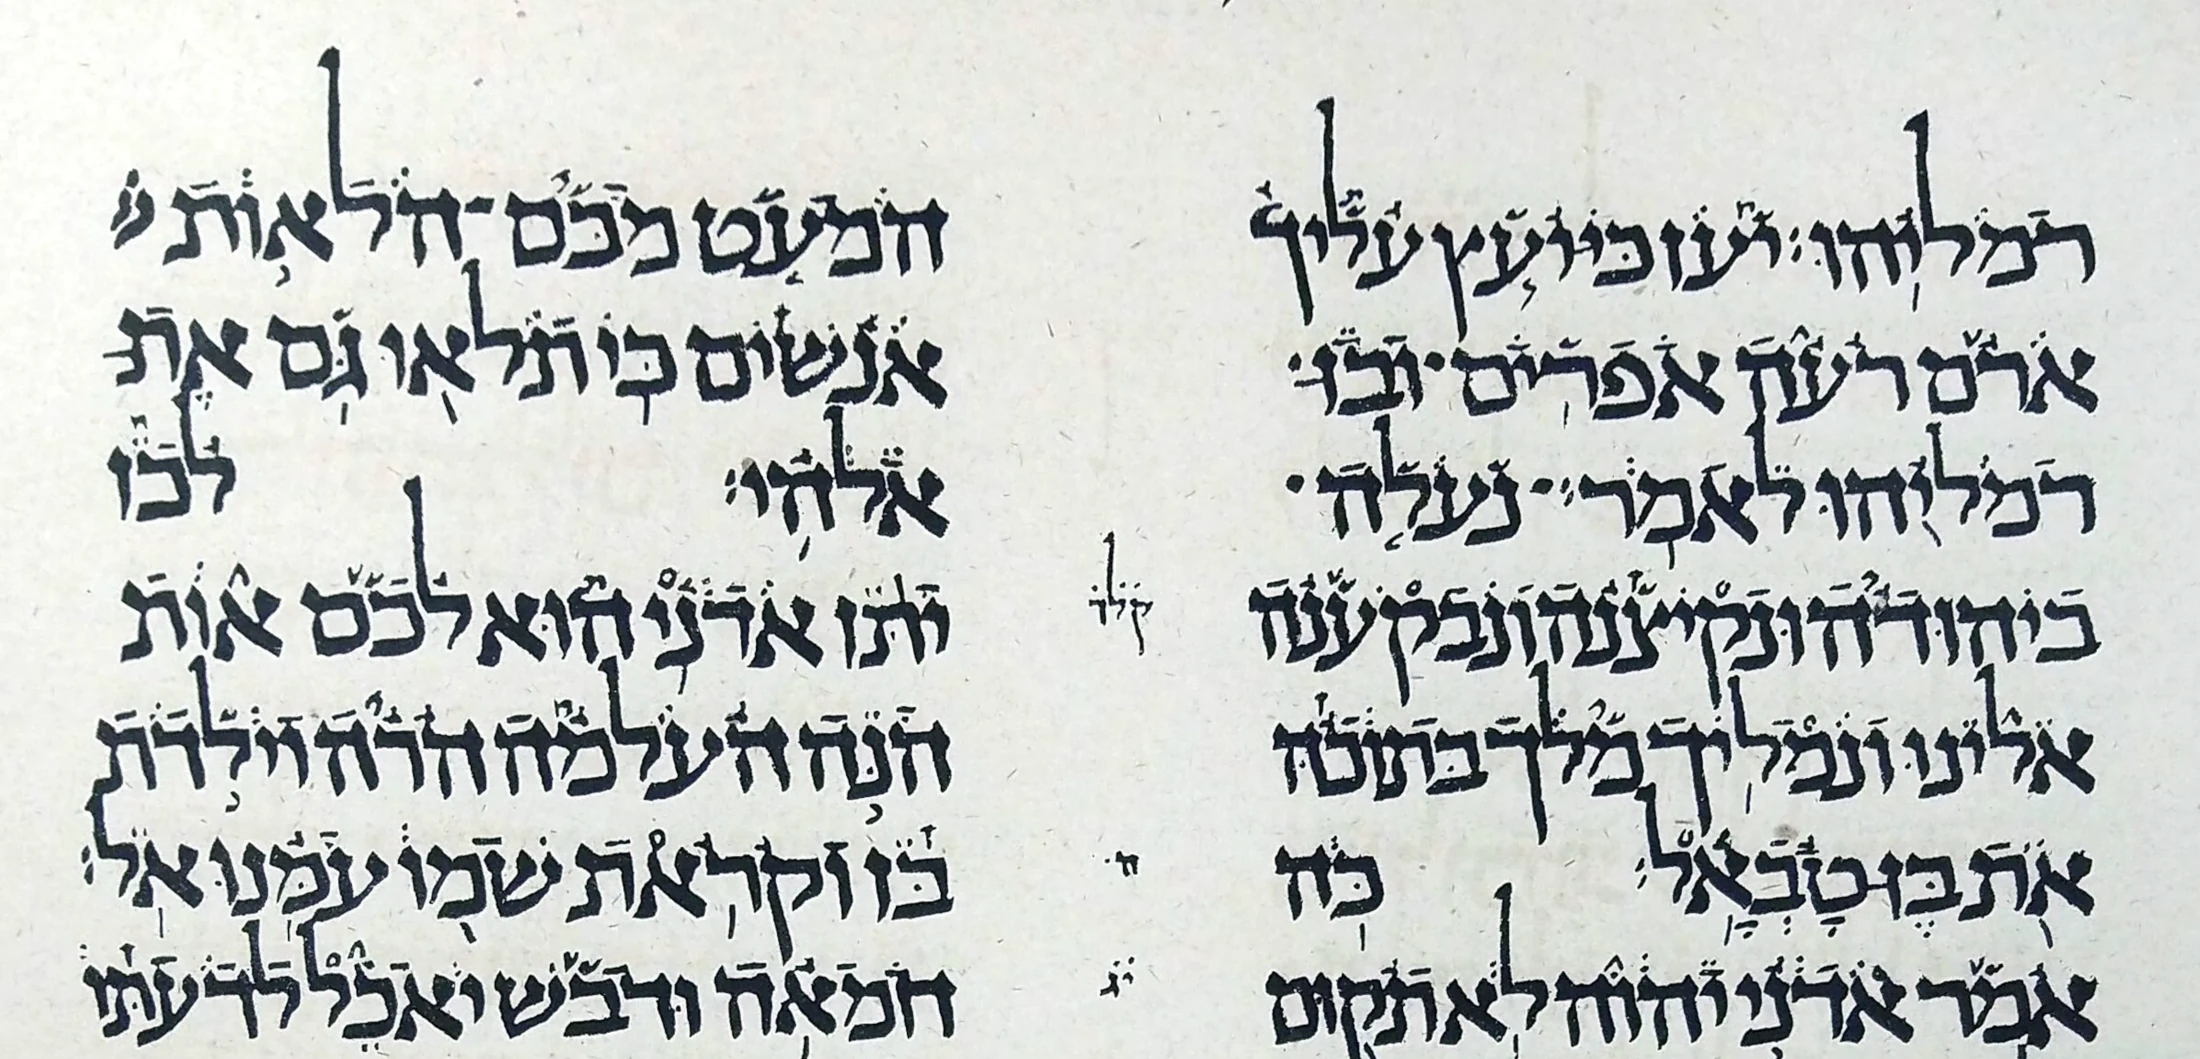 רמליהו: יען כי יועץ עליך
ארם רעה אפרים ובן
רמליהו לאמר: נעלה
ביהודה ונקיצנה ונבקענה
אלינו ונמליך מלך בתוכה
את בן טבאל: כה
אמר אדני יהוה לא תקום
קלד
ח
יג
המעט מכם הלאות
אנשים כי תלאו גם את
אלהי: לכן
יתן אדני הוא לכם אות
הנה העלמה הרה וילדת
בן וקראת שמו עמנו אל:
חמאה ודבש יאכל לדעתו